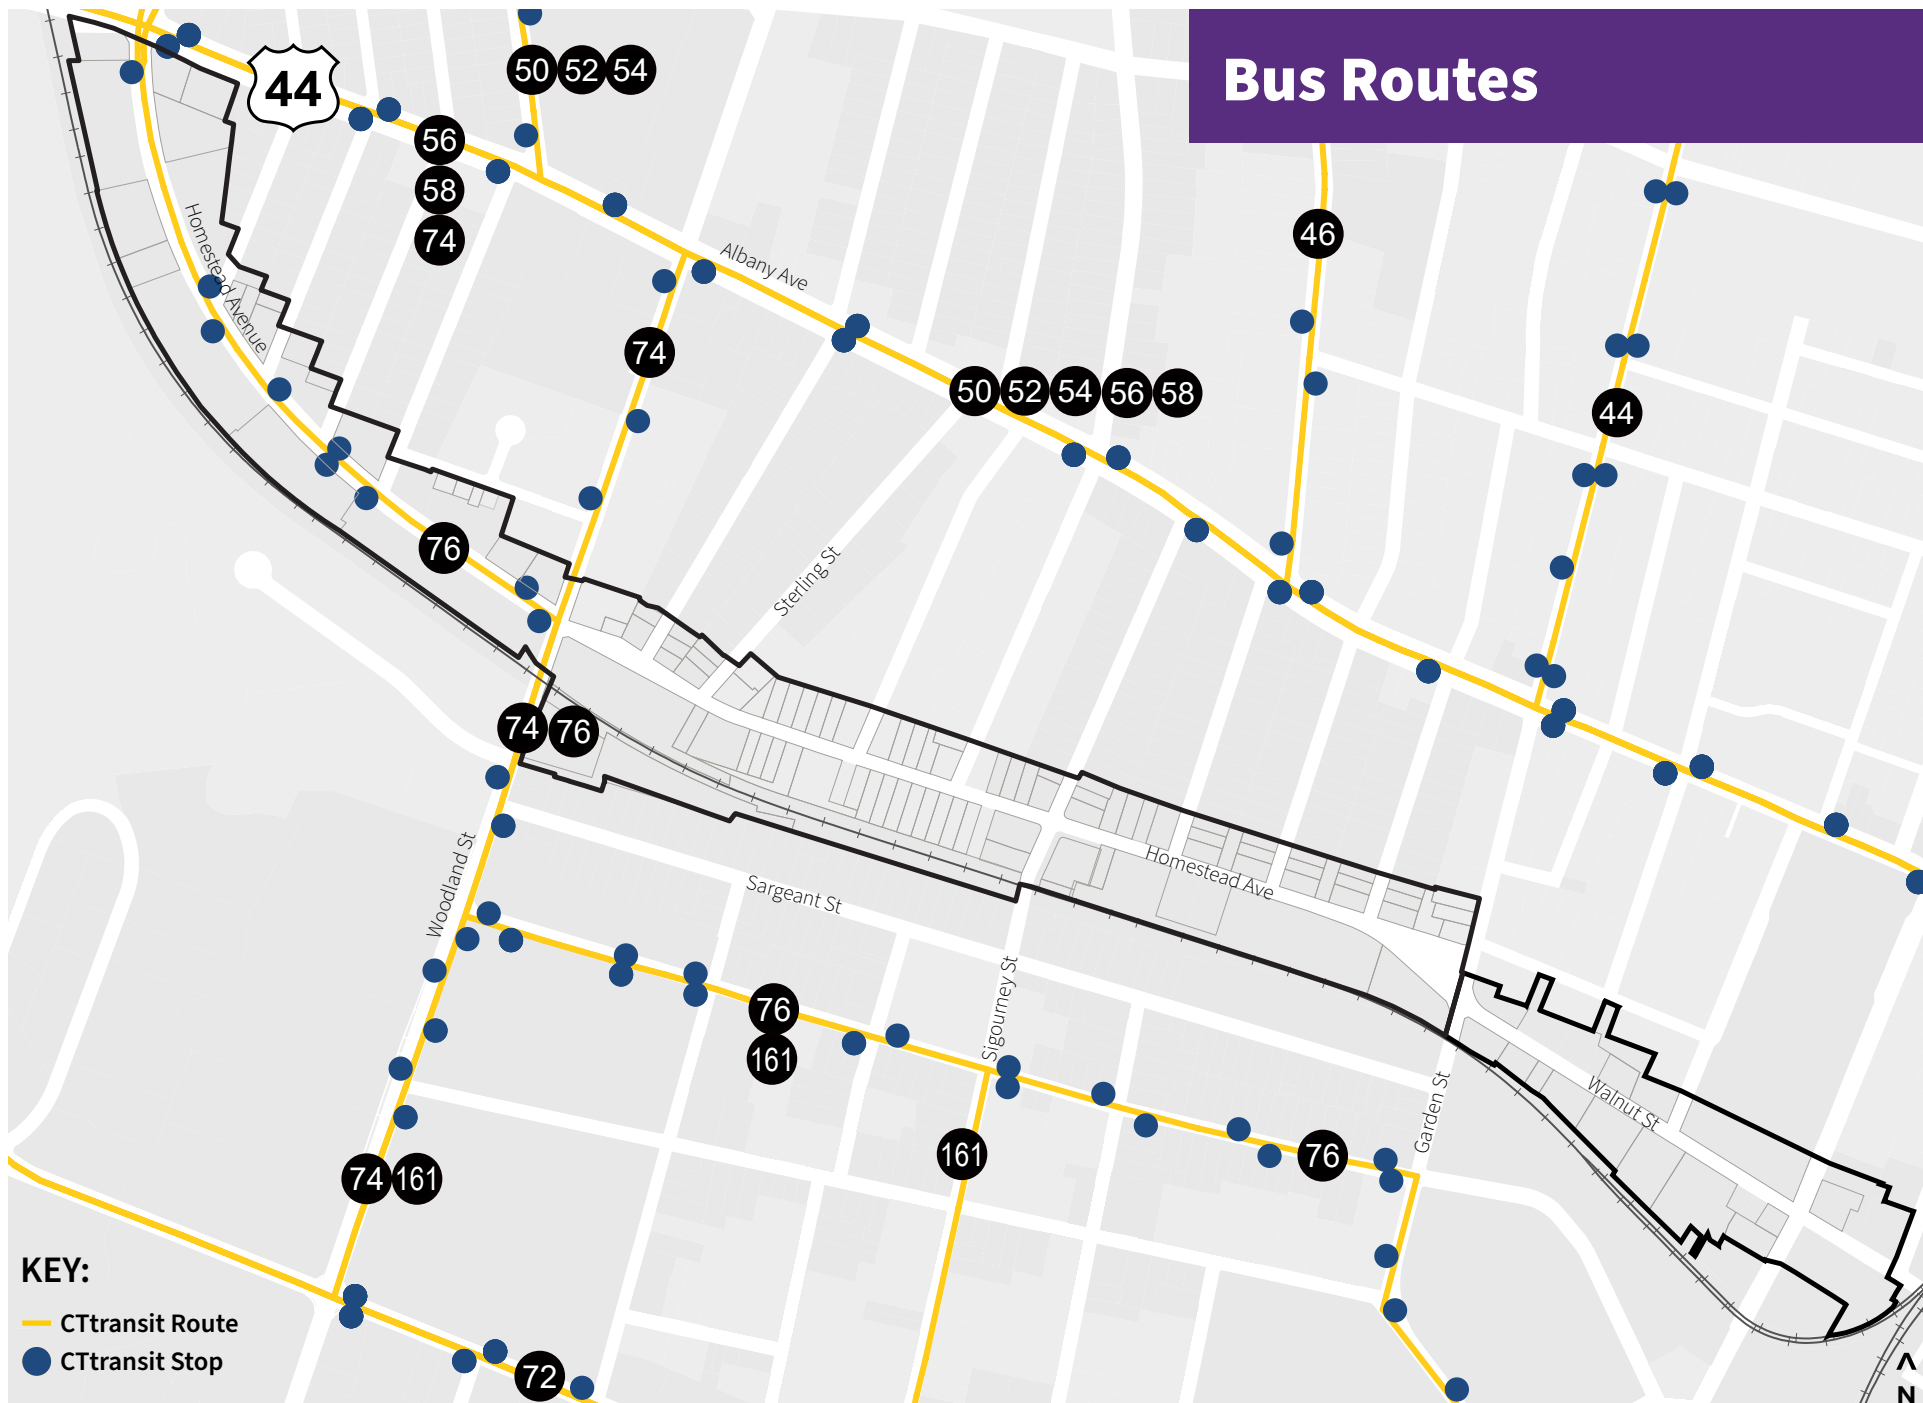 Bus Routes
44
50 52 54
56
58
74
46
Homestead Avenue
Albany Ave
74
50 52 54 56 58
44
76
Sterling St
74 76
Woodland St
Sargeant St
Homestead Ave
Sigourney St
76
161
Garden St
Walnut St
161
76
74 161
KEY:
CTtransit Route
CTtransit Stop
72
N